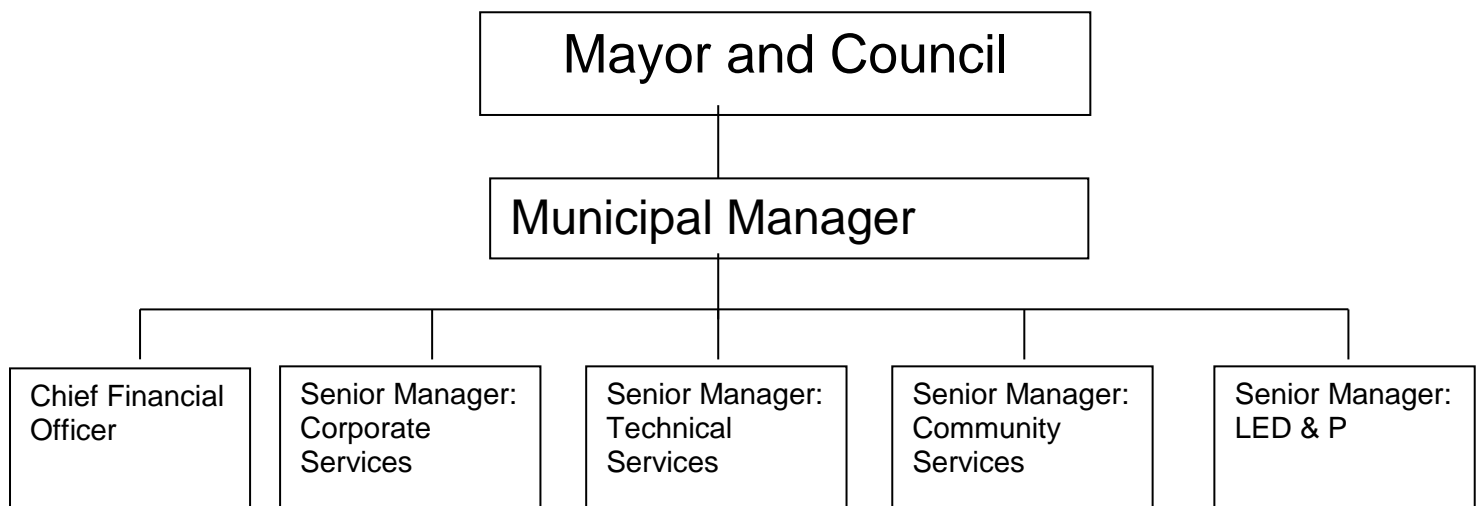 Mayor and Council
Municipal Manager
Chief Financial
Officer
Senior Manager:
Corporate
Services
Senior Manager:
Technical
Services
Senior Manager:
Community
Services
Senior Manager:
LED & P